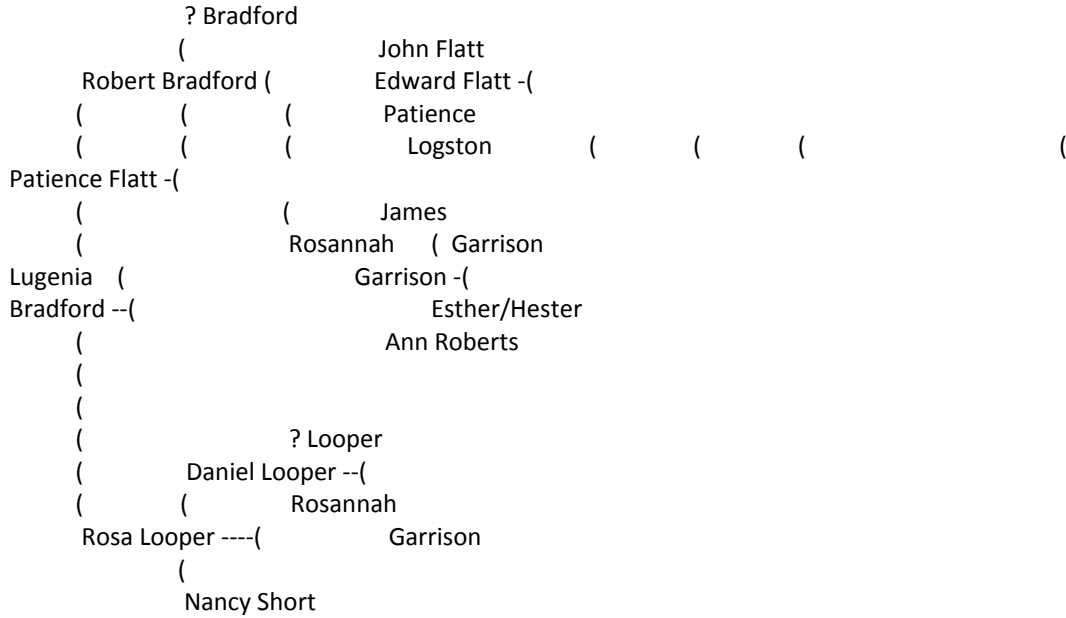 ? Bradford
( John Flatt
Robert Bradford ( Edward Flatt -(
( ( ( Patience
( ( ( Logston ( ( ( (
Patience Flatt -(
( ( James
( Rosannah ( Garrison
Lugenia ( Garrison -(
Bradford --( Esther/Hester
( Ann Roberts
(
(
( ? Looper
( Daniel Looper --(
( ( Rosannah
Rosa Looper ----( Garrison
(
Nancy Short